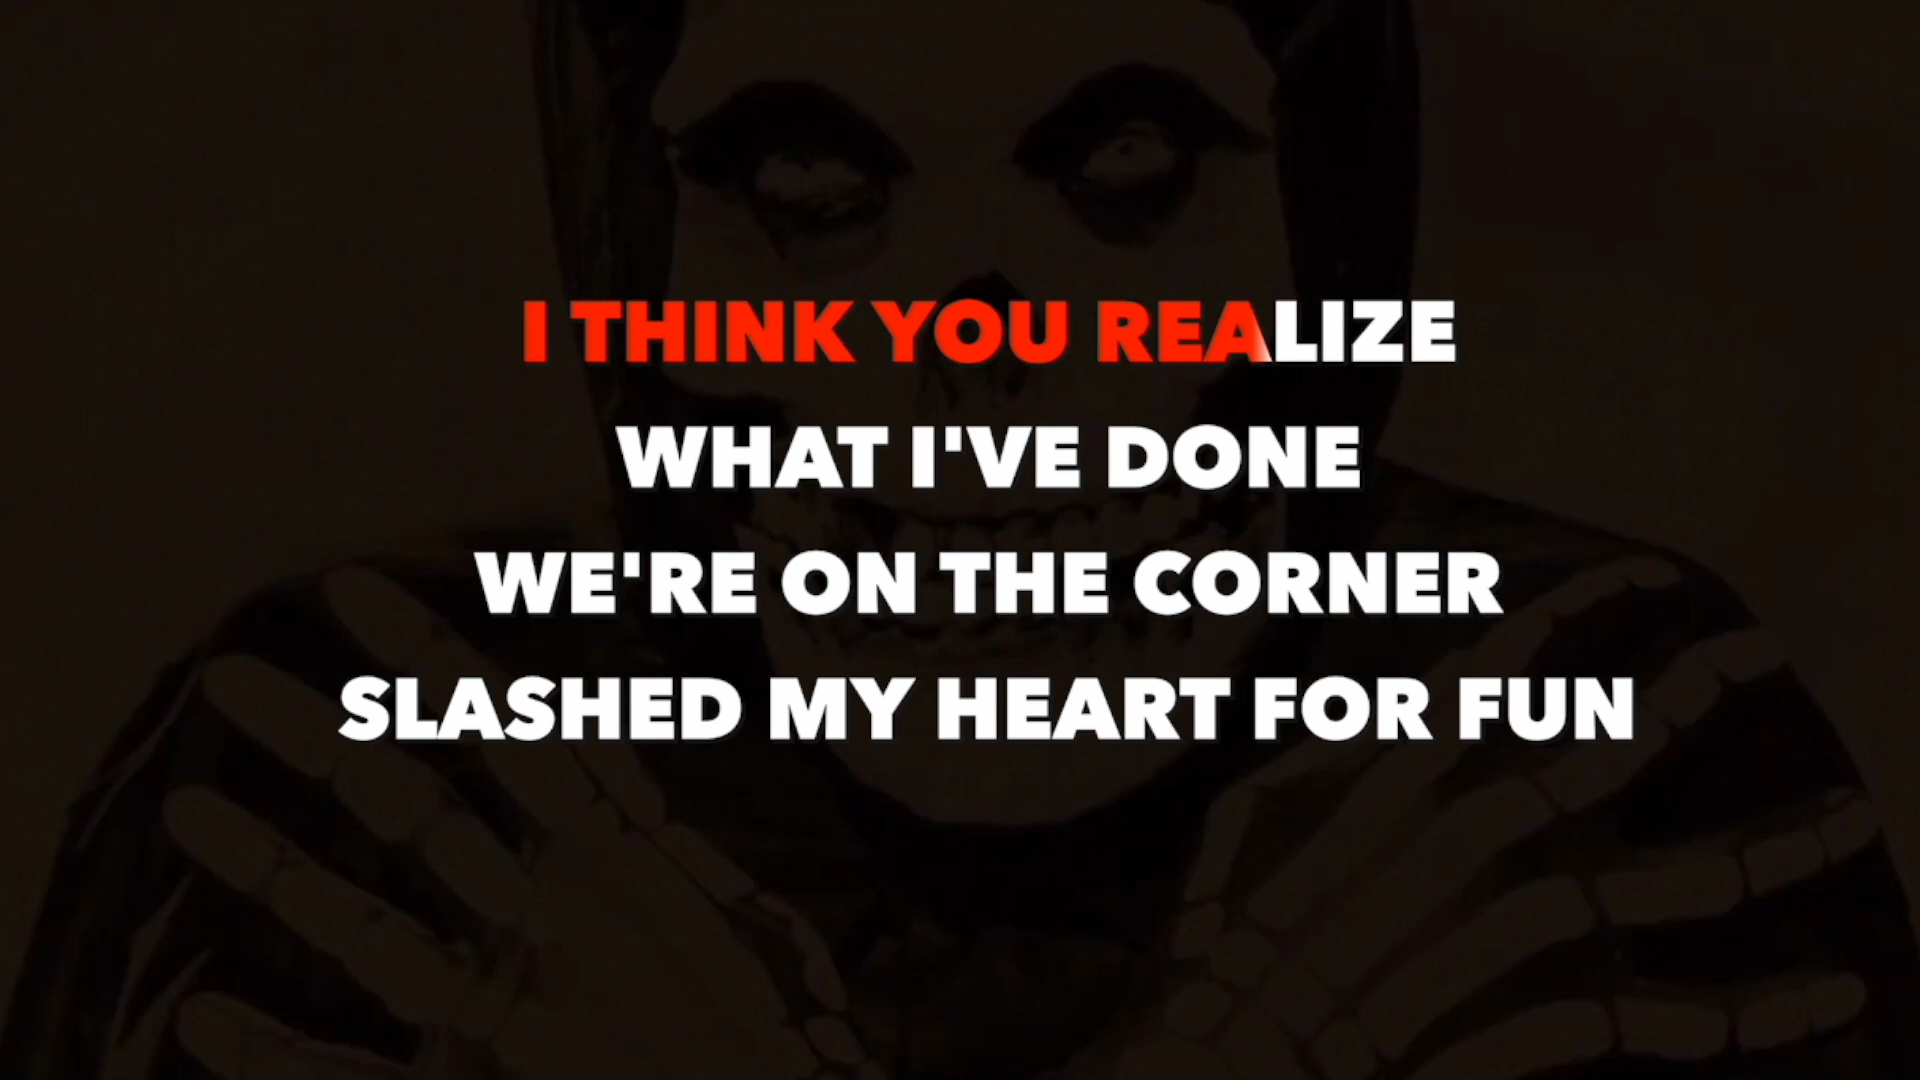 I THINK YOU REALIZE
WHAT I'VE DONE
WE'RE ON THE CORNER
SLASHED MY HEART FOR FUN